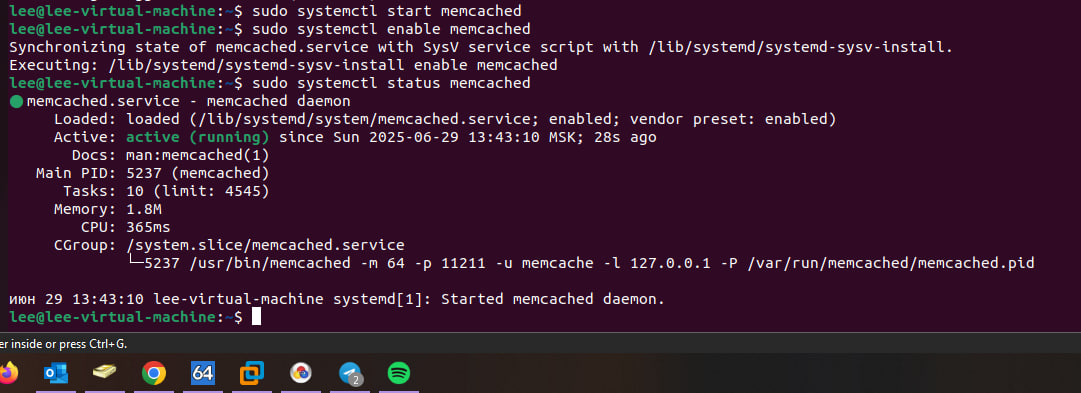 lee@lee-virtual-machine:~$ sudo systemctl start memcached
lee@lee-virtual-machine:~$ sudo systemctl enable memcached
Synchronizing state of memcached.service with SysV service script with /lib/systemd/systemd-sysv-install.
Executing: /lib/systemd/systemd-sysv-install enable memcached
lee@lee-virtual-machine:~$ sudo systemctl status memcached
● memcached.service - memcached daemon
     Loaded: loaded (/lib/systemd/system/memcached.service; enabled; vendor preset: enabled)
     Active: active (running) since Sun 2025-06-29 13:43:10 MSK; 28s ago
       Docs: man:memcached(1)
   Main PID: 5237 (memcached)
      Tasks: 10 (limit: 4545)
     Memory: 1.8M
        CPU: 365ms
     CGroup: /system.slice/memcached.service
             └─5237 /usr/bin/memcached -m 64 -p 11211 -u memcache -l 127.0.0.1 -P /var/run/memcached/memcached.pid
июн 29 13:43:10 lee-virtual-machine systemd[1]: Started memcached daemon.
lee@lee-virtual-machine:~$
er inside or press Ctrl+G.
64
2